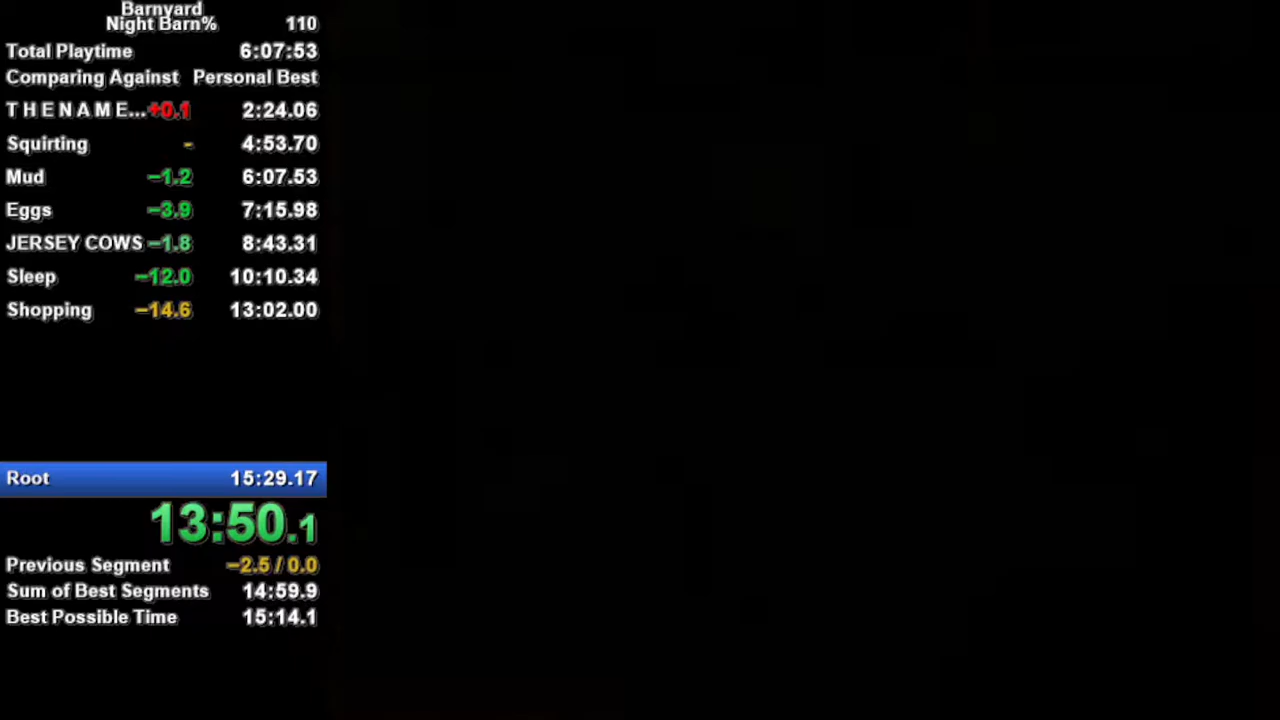 Barnyard
Night Barn% 110
Total Playtime 6:07:53
Comparing Against Personal Best
T H E N A M E... +0.1 2:24.06
Squirting - 4:53.70
Mud −1.2 6:07.53
Eggs −3.9 7:15.98
JERSEY COWS −1.8 8:43.31
Sleep −12.0 10:10.34
Shopping −14.6 13:02.00
Root 15:29.17
13:50.1
Previous Segment −2.5 / 0.0
Sum of Best Segments 14:59.9
Best Possible Time 15:14.1